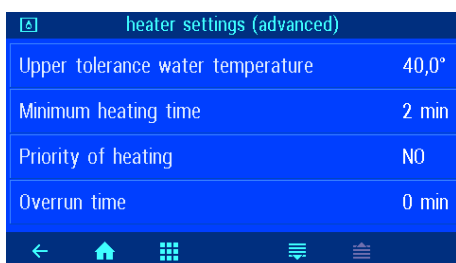 heater settings (advanced)
Upper tolerance water temperature 40,0°
Minimum heating time 2 min
Priority of heating NO
Overrun time 0 min